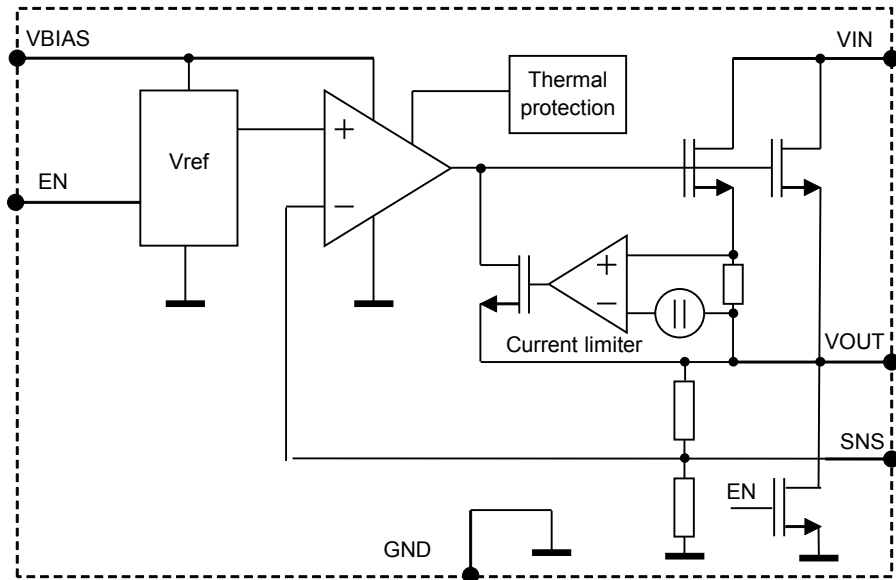 VBIAS
VIN
Thermal
protection
+
Vref
EN
−
+
−
Current limiter
VOUT
SNS
EN
GND